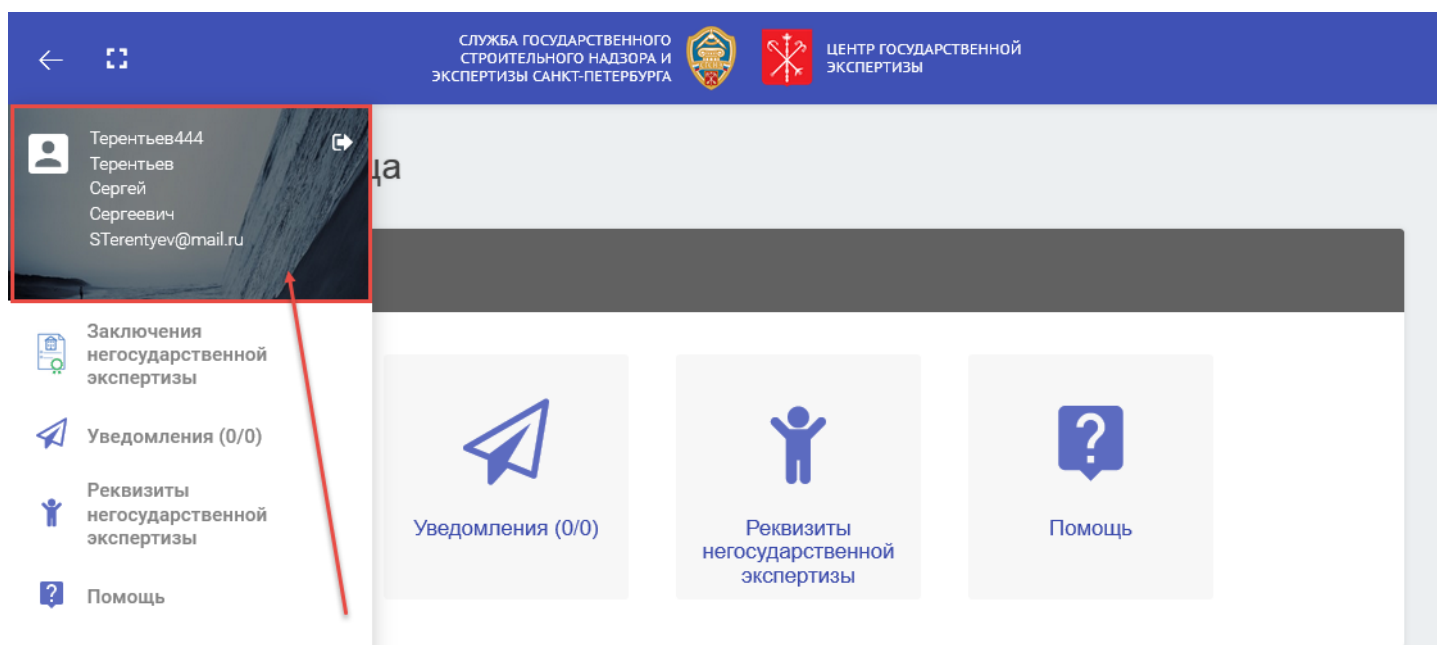 СЛУЖБА ГОСУДАРСТВЕННОГО
СТРОИТЕЛЬНОГО НАДЗОРА И
ЭКСПЕРТИЗЫ САНКТ-ПЕТЕРБУРГА
ЦЕНТР ГОСУДАРСТВЕННОЙ
ЭКСПЕРТИЗЫ
Терентьев444
Терентьев
Сергей
Сергеевич
STerentyev@mail.ru
ца
Заключения
негосударственной
экспертизы
Уведомления (0/0)
Реквизиты
негосударственной
экспертизы
Помощь
Уведомления (0/0)
Реквизиты
негосударственной
экспертизы
Помощь